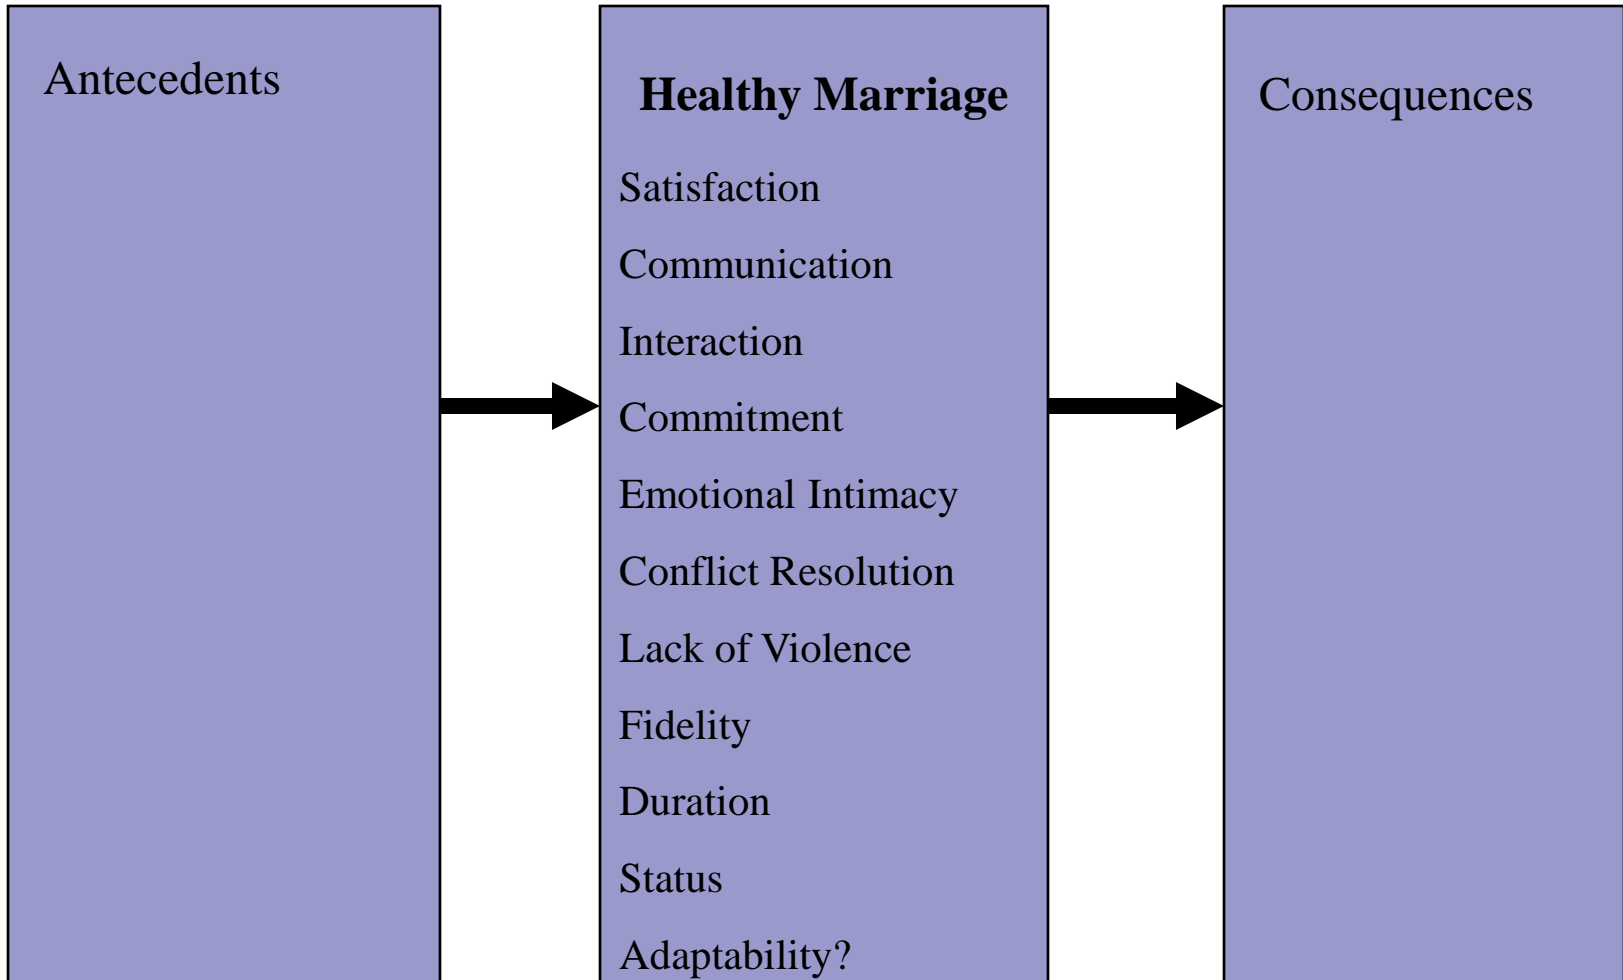 Antecedents
Healthy Marriage
Satisfaction
Communication
Interaction
Commitment
Emotional Intimacy
Conflict Resolution
Lack of Violence
Fidelity
Duration
Status
Adaptability?
Consequences